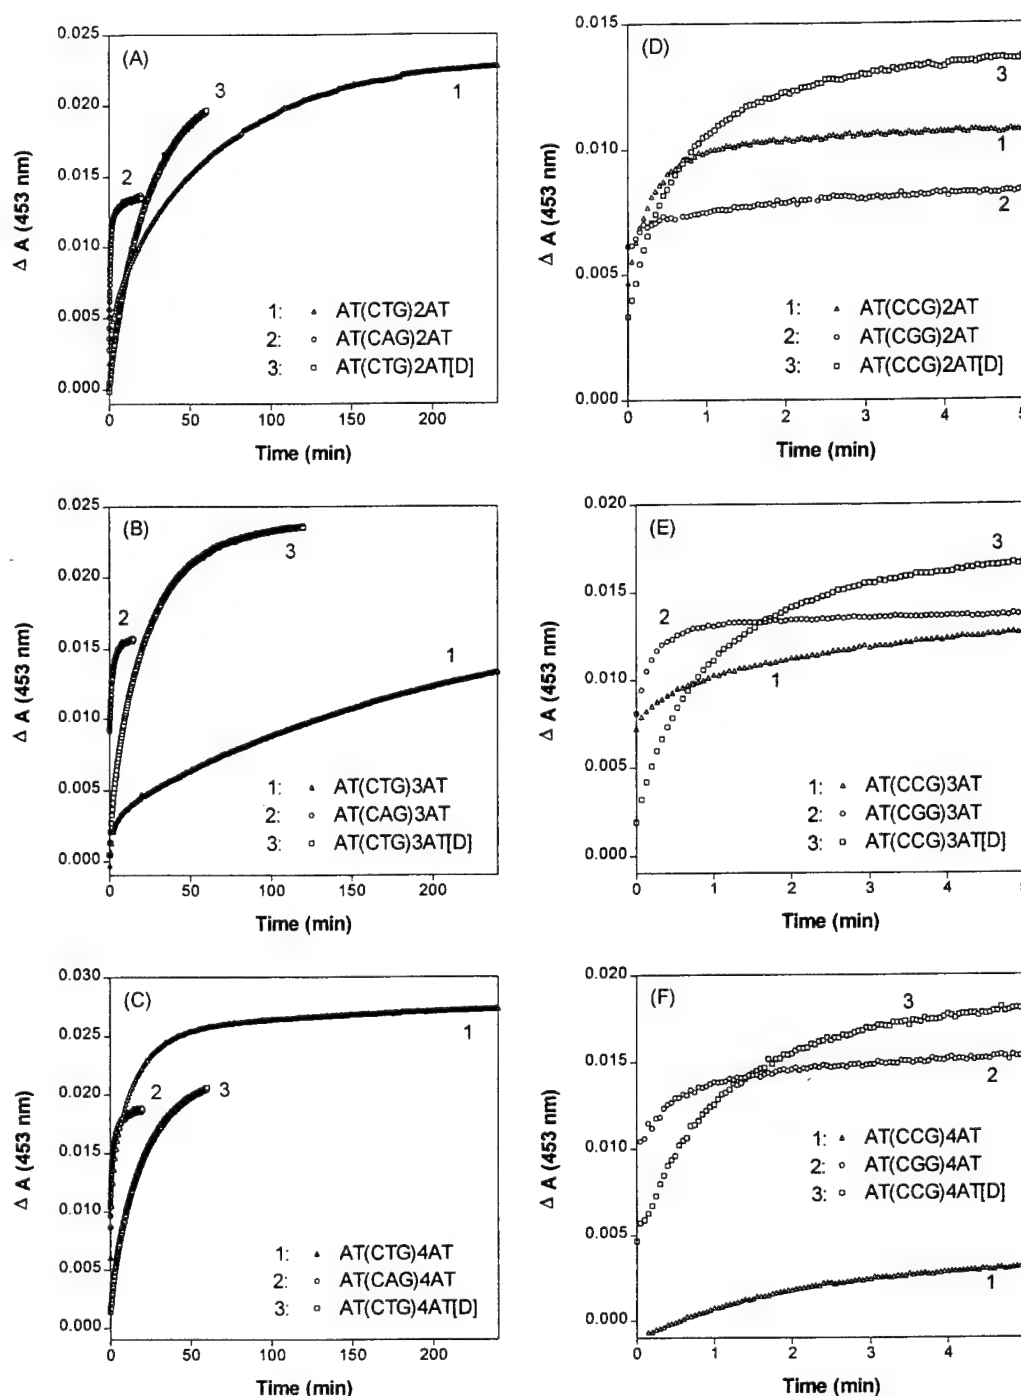 (A)
0.025
0.020
0.015
0.010
0.005
0.000
Δ A (453 nm)
3
1
2
1: AT(CTG)2AT
2: AT(CAG)2AT
3: AT(CTG)2AT[D]
0 50 100 150 200
Time (min)
(D)
0.015
0.010
0.005
0.000
Δ A (453 nm)
3
1
2
1: AT(CCG)2AT
2: AT(CGG)2AT
3: AT(CCG)2AT[D]
0 1 2 3 4 5
Time (min)
(B)
0.025
0.020
0.015
0.010
0.005
0.000
Δ A (453 nm)
3
2
1
1: AT(CTG)3AT
2: AT(CAG)3AT
3: AT(CTG)3AT[D]
0 50 100 150 200
Time (min)
(E)
0.020
0.015
0.010
0.005
0.000
Δ A (453 nm)
3
2
1
1: AT(CCG)3AT
2: AT(CGG)3AT
3: AT(CCG)3AT[D]
0 1 2 3 4 5
Time (min)
(C)
0.030
0.025
0.020
0.015
0.010
0.005
0.000
Δ A (453 nm)
1
2
3
1: AT(CTG)4AT
2: AT(CAG)4AT
3: AT(CTG)4AT[D]
0 50 100 150 200
Time (min)
(F)
0.020
0.015
0.010
0.005
0.000
Δ A (453 nm)
3
2
1: AT(CCG)4AT
2: AT(CGG)4AT
3: AT(CCG)4AT[D]
1
0 1 2 3 4 5
Time (min)